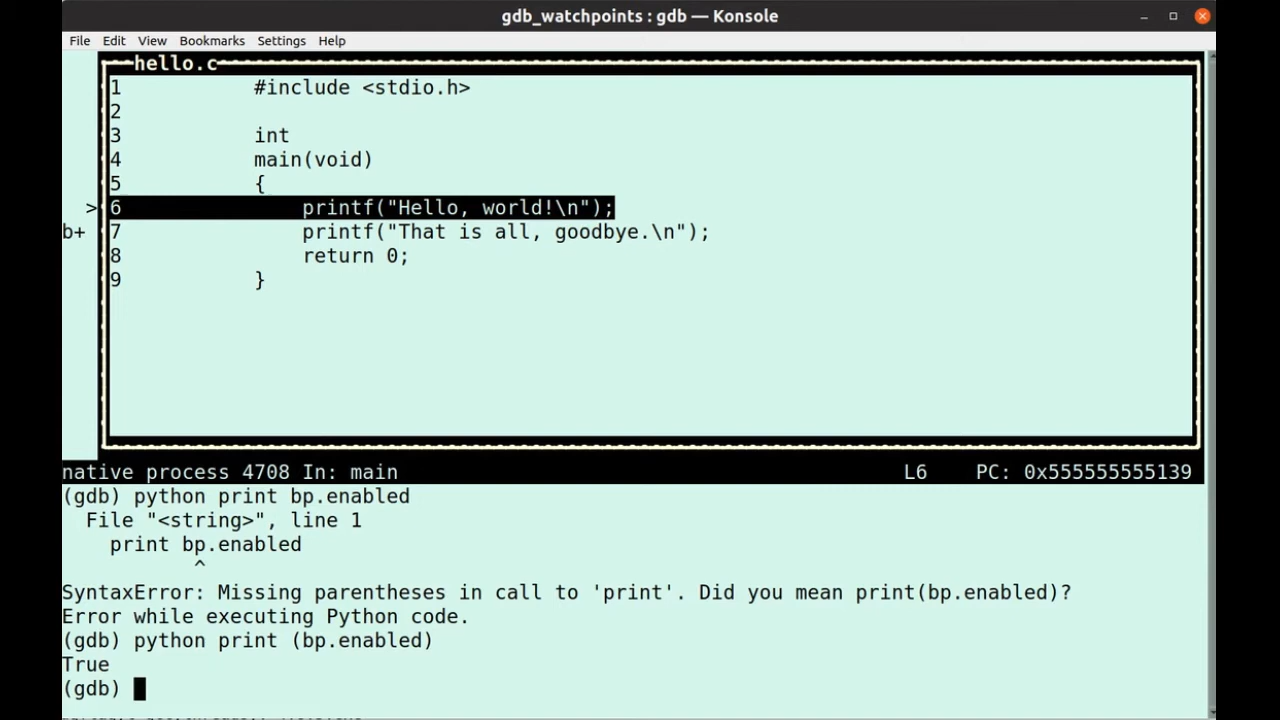 gdb_watchpoints : gdb — Konsole
File Edit View Bookmarks Settings Help
hello.c
1 #include <stdio.h>
2
3 int
4 main(void)
5 {
>6 printf("Hello, world!\n");
b+ 7 printf("That is all, goodbye.\n");
8 return 0;
9 }
native process 4708 In: main L6 PC: 0x555555555139
(gdb) python print bp.enabled
File "<string>", line 1
print bp.enabled
^
SyntaxError: Missing parentheses in call to 'print'. Did you mean print(bp.enabled)?
Error while executing Python code.
(gdb) python print (bp.enabled)
True
(gdb)